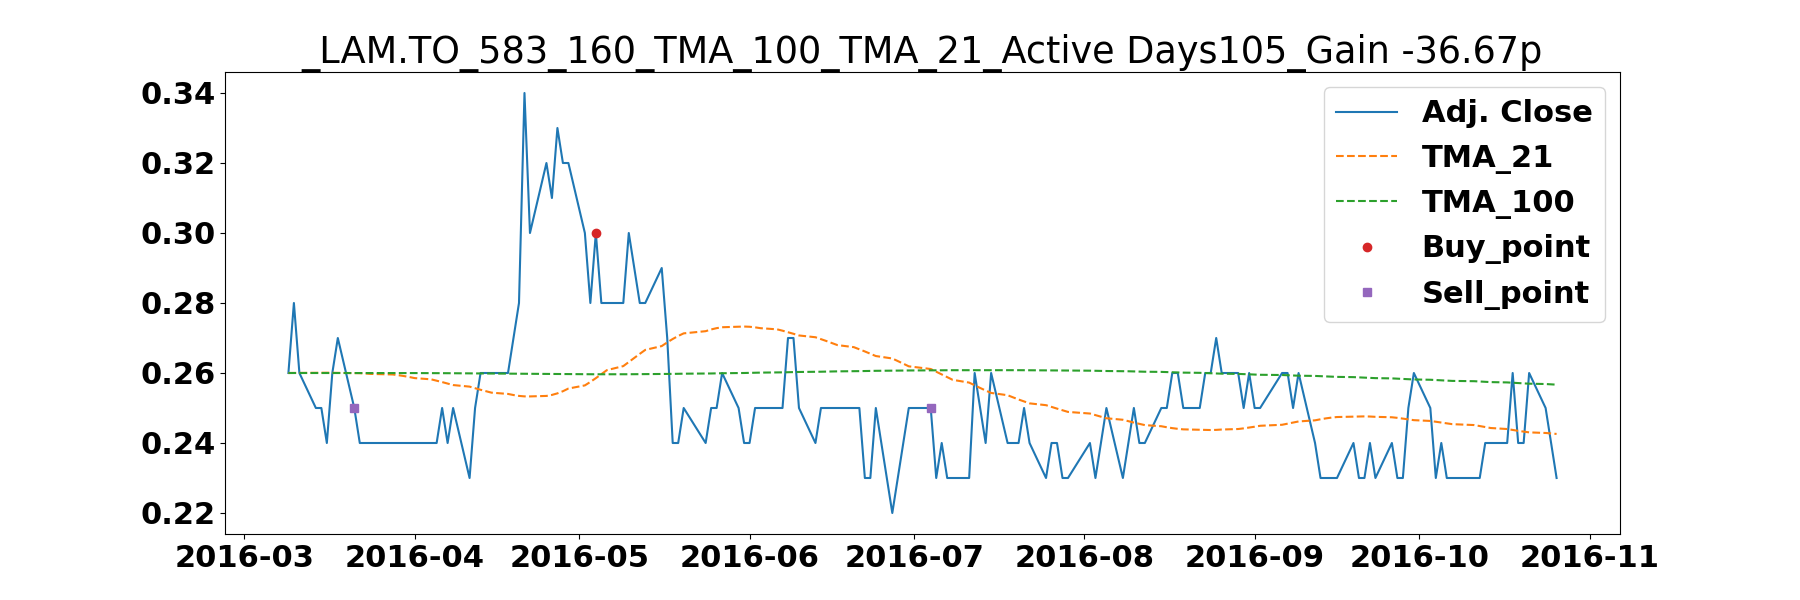 _LAM.TO_583_160_TMA_100_TMA_21_Active Days105_Gain -36.67p
0.34
0.32
0.30
0.28
0.26
0.24
0.22
Adj. Close
TMA_21
TMA_100
Buy_point
Sell_point
2016-03 2016-04 2016-05 2016-06 2016-07 2016-08 2016-09 2016-10 2016-11